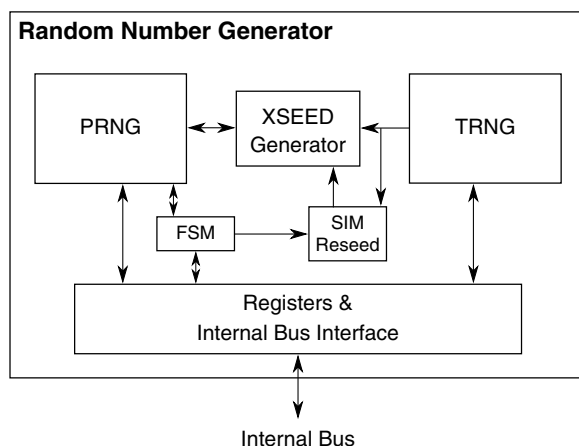 Random Number Generator
PRNG
XSEED
Generator
TRNG
FSM
SIM
Reseed
Registers &
Internal Bus Interface
Internal Bus